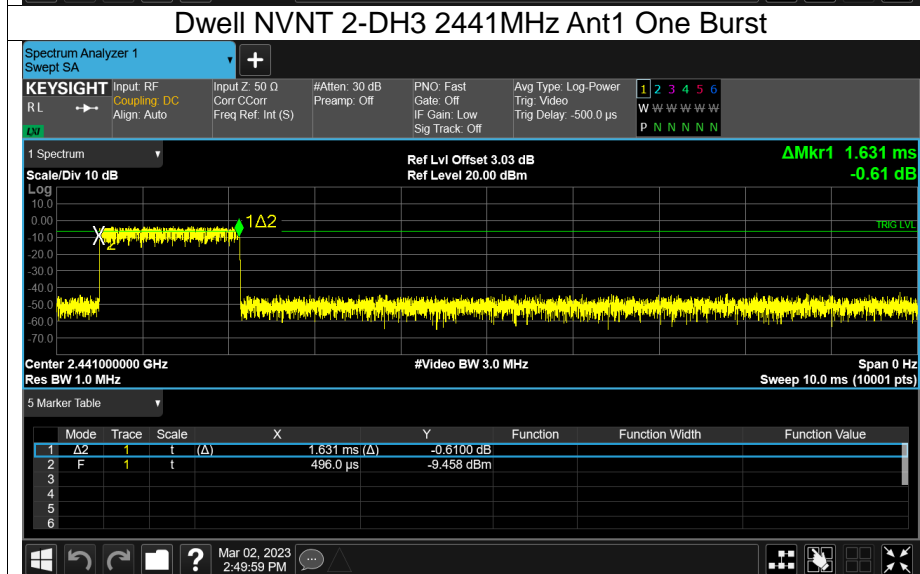 Dwell NVNT 2-DH3 2441MHz Ant1 One Burst
Spectrum Analyzer 1
Swept SA
+
KEYSIGHT Input: RF Input Z: 50 Ω #Atten: 30 dB PNO: Fast Avg Type: Log-Power 1 2 3 4 5 6
R L Coupling: DC Corr CCorr Preamp: Off Gate: Off Trig: Video W W W W W W
Align: Auto Freq Ref: Int (S) IF Gain: Low Trig Delay: -500.0 µs
LXI Sig Track: Off P N N N N N
1 Spectrum Ref Lvl Offset 3.03 dB ΔMkr1 1.631 ms
Scale/Div 10 dB Ref Level 20.00 dBm -0.61 dB
Log
10.0
0.00 1Δ2 TRIG LVL
-10.0 2
-20.0
-30.0
-40.0
-50.0
-60.0
-70.0
Center 2.441000000 GHz #Video BW 3.0 MHz Span 0 Hz
Res BW 1.0 MHz Sweep 10.0 ms (10001 pts)
5 Marker Table
Mode Trace Scale X Y Function Function Width Function Value
1 Δ2 1 t (Δ) 1.631 ms (Δ) -0.6100 dB
2 F 1 t 496.0 µs -9.458 dBm
3
4
5
6
? Mar 02, 2023
2:49:59 PM